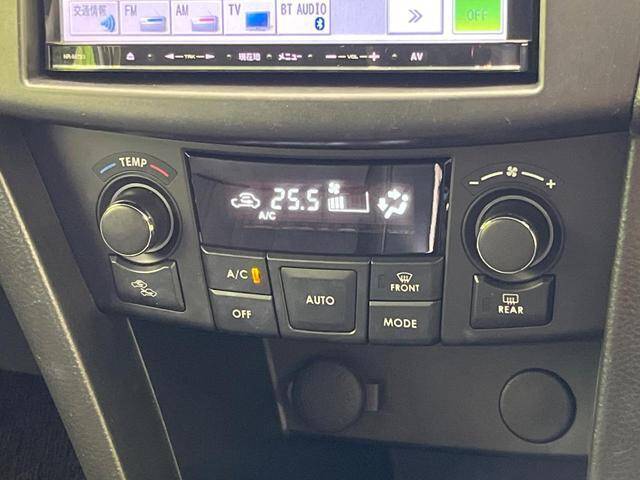 交通情報 FM AM TV BT AUDIO OFF
TRK 現在地 メニュー VOL AV
TEMP
25.5
A/C
A/C AUTO FRONT
OFF MODE REAR